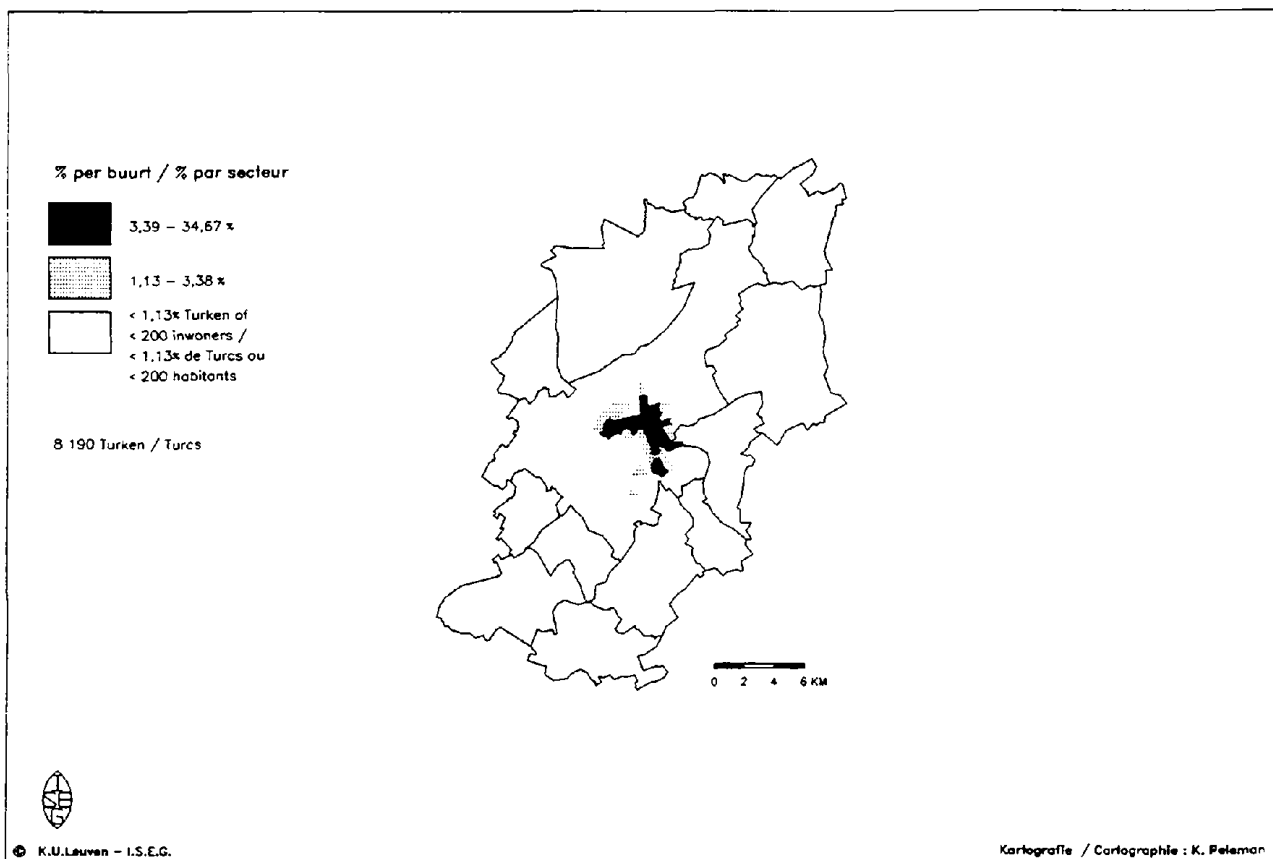 % per buurt / % par secteur
3,39 – 34,67 %
1,13 – 3,38 %
< 1,13% Turken of
< 200 inwoners /
< 1,13% de Turcs ou
< 200 habitants
8 190 Turken / Turcs
0 2 4 6 KM
I
SE
G
© K.U.Leuven – I.S.E.G.
Kartografie / Cartographie : K. Peleman